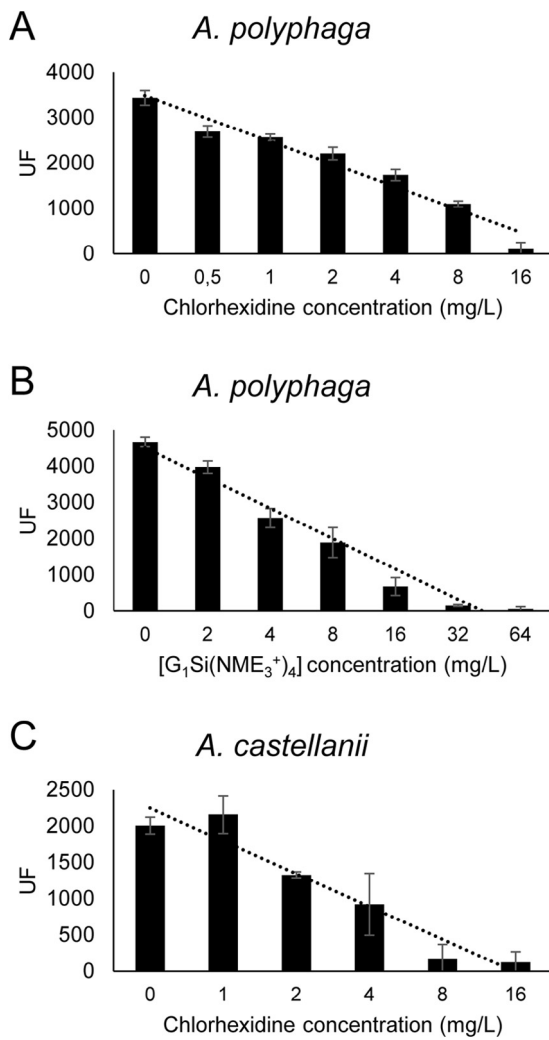 A
A. polyphaga
4000
3000
2000
1000
0
UF
0 0,5 1 2 4 8 16
Chlorhexidine concentration (mg/L)
B
A. polyphaga
5000
4000
3000
2000
1000
0
UF
0 2 4 8 16 32 64
[G₁Si(NME₃⁺)₄] concentration (mg/L)
C
A. castellanii
2500
2000
1500
1000
500
0
UF
0 1 2 4 8 16
Chlorhexidine concentration (mg/L)